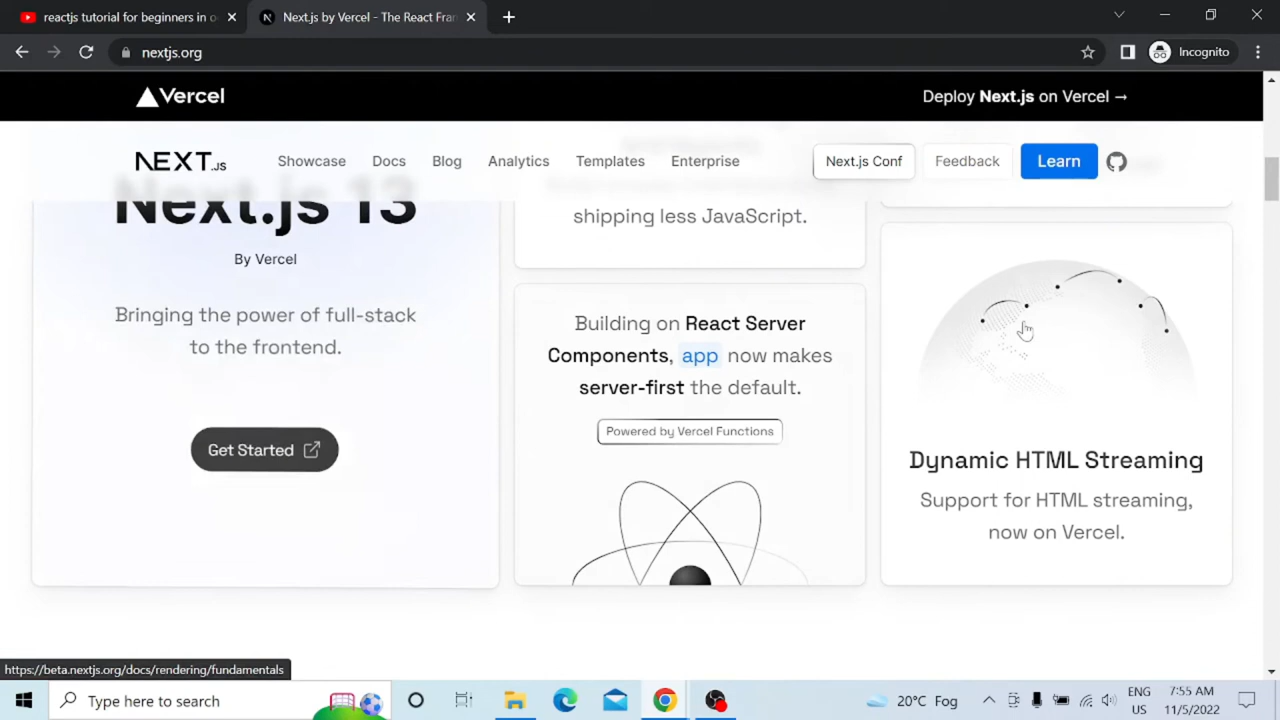 reactjs tutorial for beginners in o
Next.js by Vercel - The React Fra
nextjs.org
Incognito
Vercel
Deploy Next.js on Vercel →
NEXT.JS
Showcase
Docs
Blog
Analytics
Templates
Enterprise
Next.js Conf
Feedback
Learn
Next.js 13
By Vercel
Bringing the power of full-stack
to the frontend.
Get Started
shipping less JavaScript.
Building on React Server
Components, app now makes
server-first the default.
Powered by Vercel Functions
Dynamic HTML Streaming
Support for HTML streaming,
now on Vercel.
https://beta.nextjs.org/docs/rendering/fundamentals
Type here to search
20°C Fog
ENG
US
7:55 AM
11/5/2022